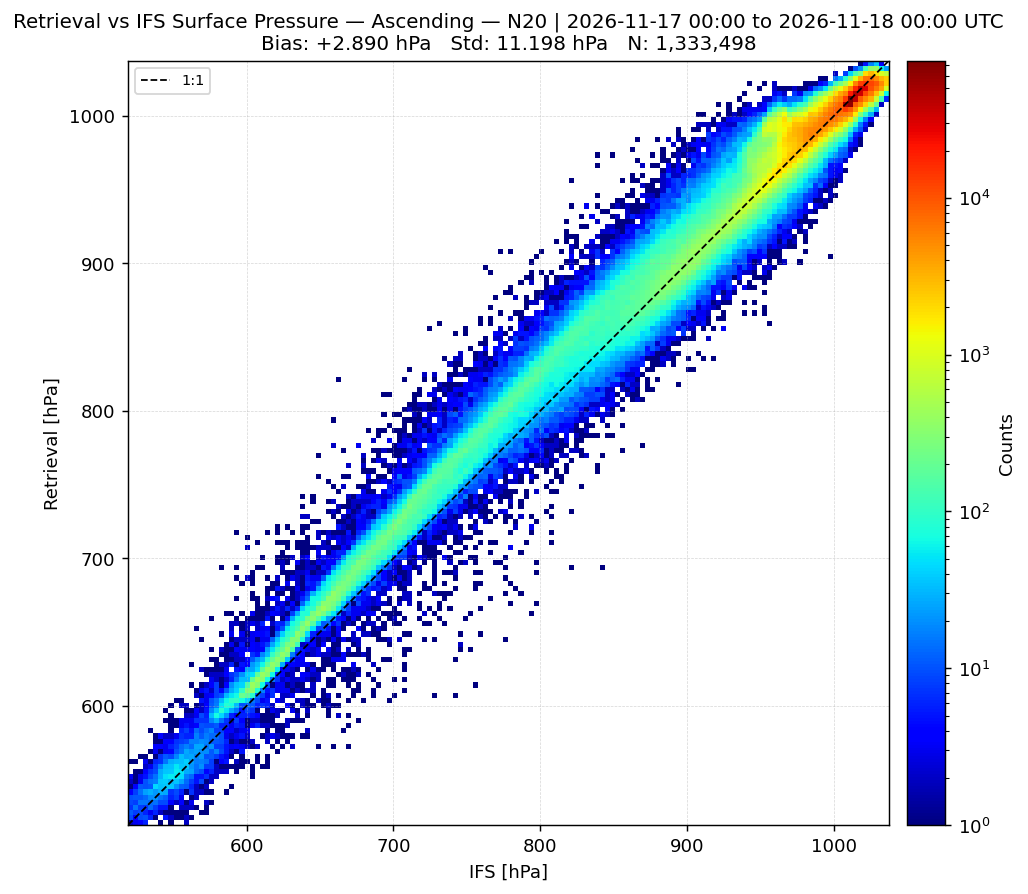 Retrieval vs IFS Surface Pressure — Ascending — N20 | 2026-11-17 00:00 to 2026-11-18 00:00 UTC
Bias: +2.890 hPa   Std: 11.198 hPa   N: 1,333,498
1:1
1000
900
800
700
600
Retrieval [hPa]
600 700 800 900 1000
IFS [hPa]
10^4
10^3
10^2
10^1
10^0
Counts